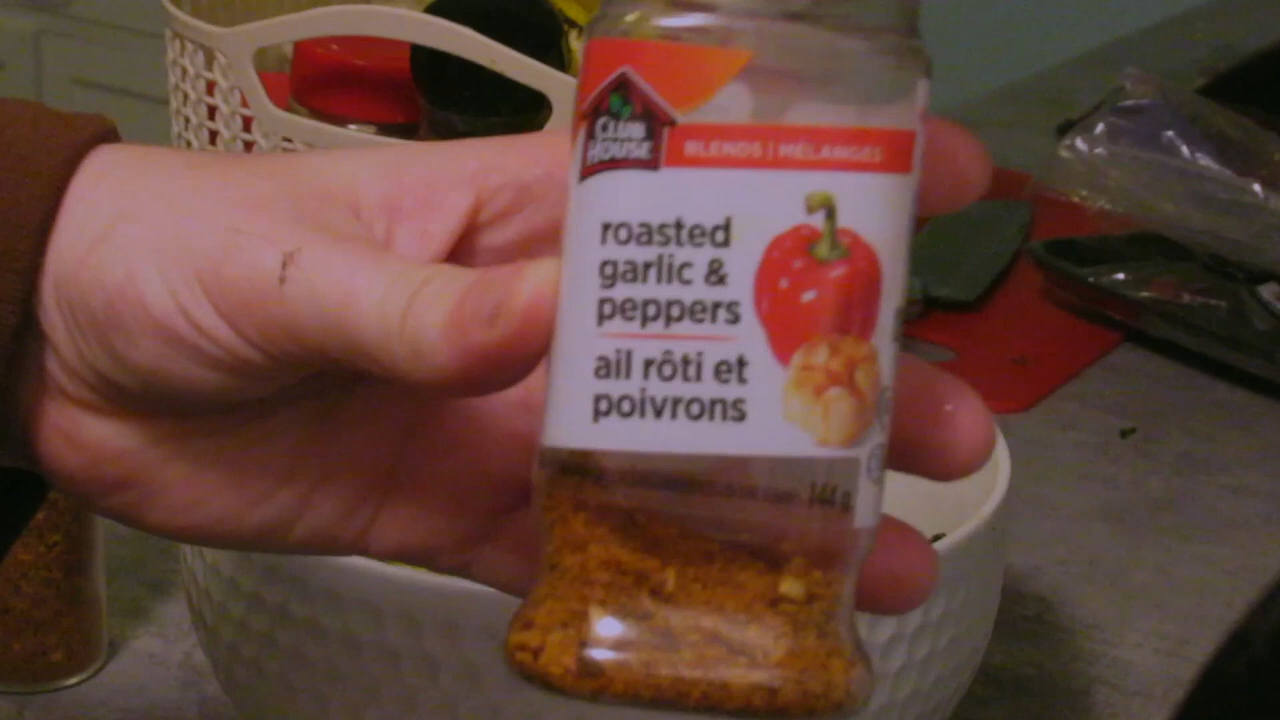 CLUB
HOUSE
BLENDS | MÉLANGES
roasted
garlic &
peppers
ail rôti et
poivrons
144 g